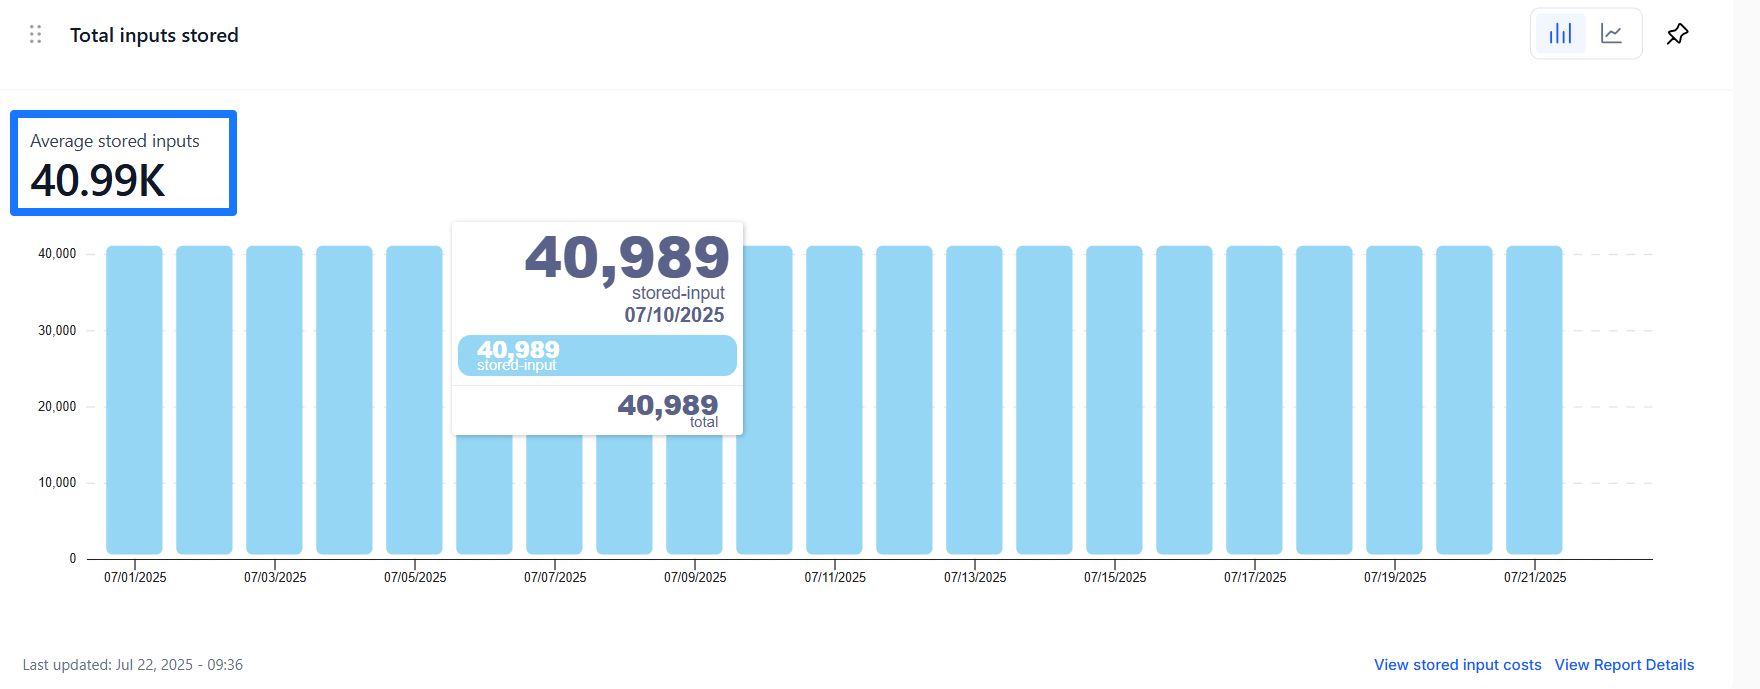 Total inputs stored
Average stored inputs
40.99K
40,989
stored-input
07/10/2025
40,989
stored-input
40,989
total
40,000
30,000
20,000
10,000
0
07/01/2025 07/03/2025 07/05/2025 07/07/2025 07/09/2025 07/11/2025 07/13/2025 07/15/2025 07/17/2025 07/19/2025 07/21/2025
Last updated: Jul 22, 2025 - 09:36 View stored input costs View Report Details